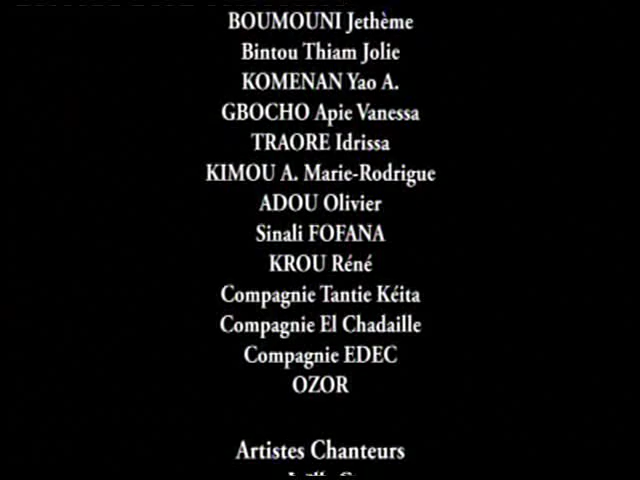 BOUMOUNI Jethème
Bintou Thiam Jolie
KOMENAN Yao A.
GBOCHO Apie Vanessa
TRAORE Idrissa
KIMOU A. Marie-Rodrigue
ADOU Olivier
Sinali FOFANA
KROU Réné
Compagnie Tantie Kéita
Compagnie El Chadaille
Compagnie EDEC
OZOR
Artistes Chanteurs